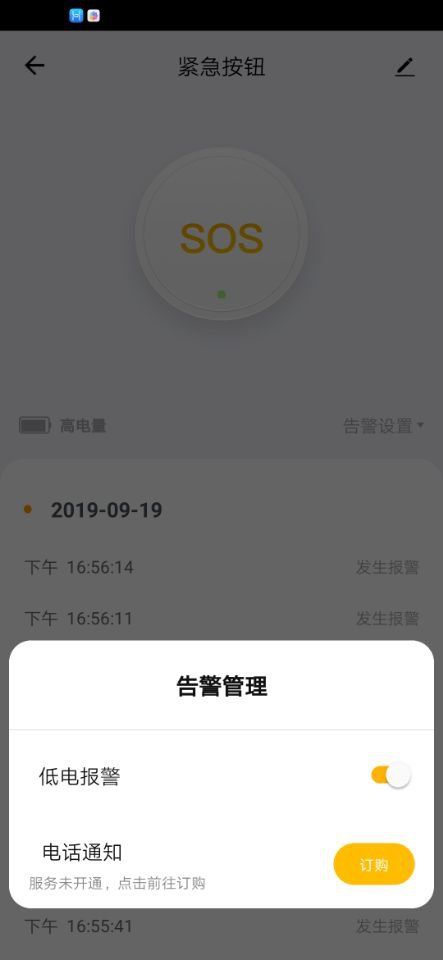 紧急按钮
SOS
高电量 告警设置
2019-09-19
下午 16:56:14 发生报警
下午 16:56:11 发生报警
告警管理
低电报警
电话通知
服务未开通，点击前往订购
订购
下午 16:55:41 发生报警